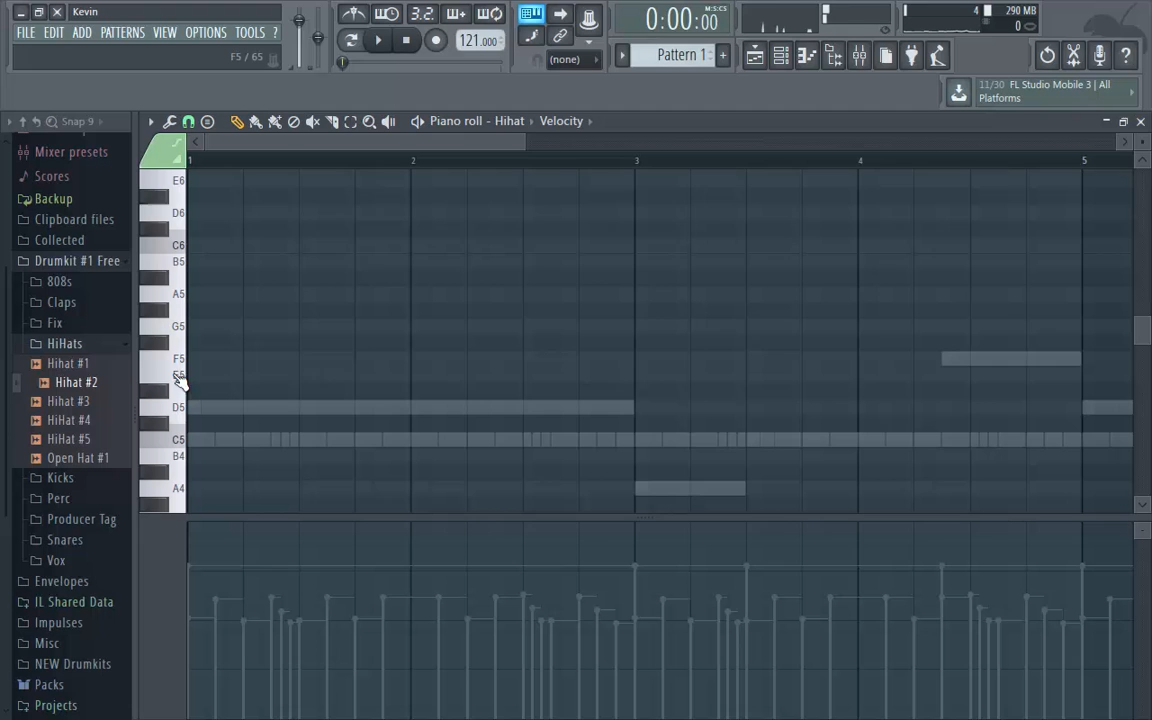 Kevin
FILE EDIT ADD PATTERNS VIEW OPTIONS TOOLS ?
F5 / 65
3.2.
121.000
0:00:00
M:S:CS
(none)
Pattern 1
4
290 MB
0
11/30 FL Studio Mobile 3 | All
Platforms
Snap 9
Piano roll - Hihat
Velocity
Mixer presets
Scores
Backup
Clipboard files
Collected
Drumkit #1 Free
808s
Claps
Fix
HiHats
Hihat #1
Hihat #2
Hihat #3
HiHat #4
HiHat #5
Open Hat #1
Kicks
Perc
Producer Tag
Snares
Vox
Envelopes
IL Shared Data
Impulses
Misc
NEW Drumkits
Packs
Projects
1 2 3 4 5
E6
D6
C6
B5
A5
G5
F5
E5
D5
C5
B4
A4